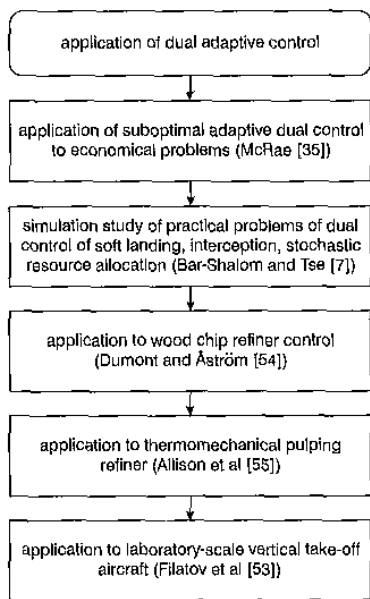 application of dual adaptive control
application of suboptimal adaptive dual control
to economical problems (McRae [35])
simulation study of practical problems of dual
control of soft landing, interception, stochastic
resource allocation (Bar-Shalom and Tse [7])
application to wood chip refiner control
(Dumont and Åström [54])
application to thermomechanical pulping
refiner (Allison et al [55])
application to laboratory-scale vertical take-off
aircraft (Filatov et al [53])